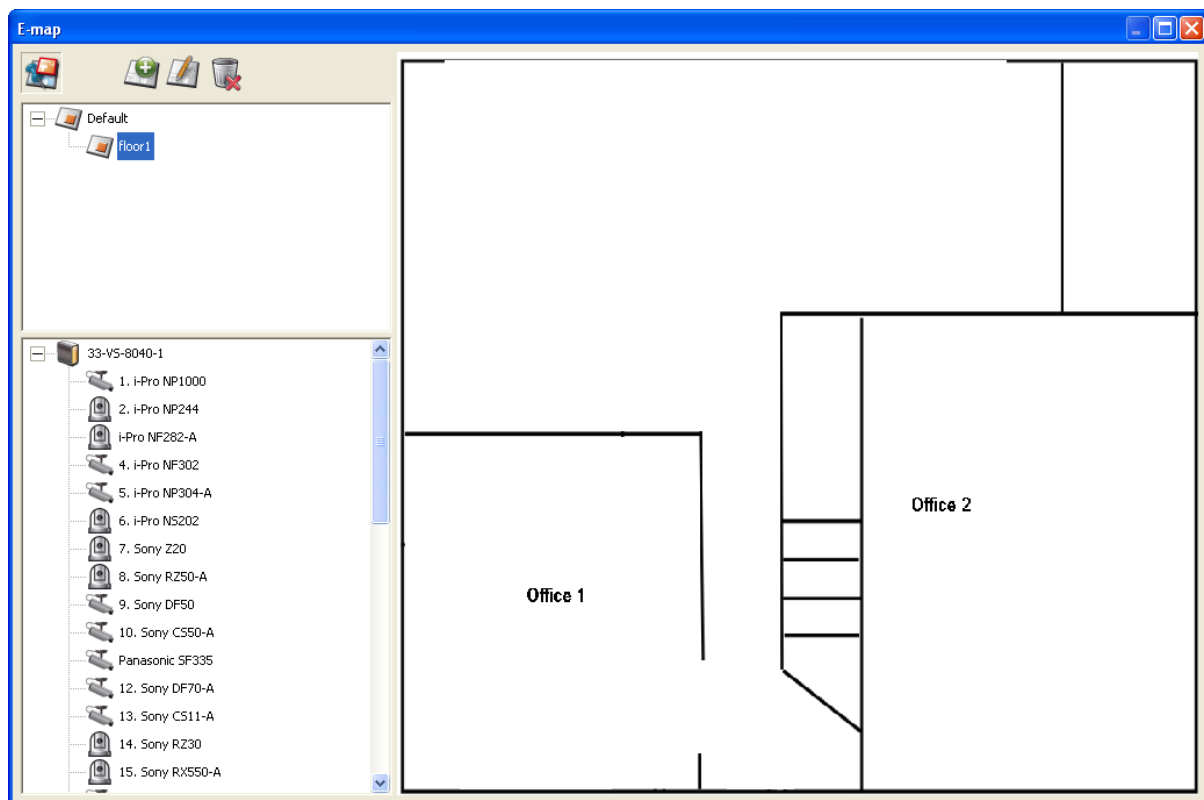 E-map
Default
floor1
33-VS-8040-1
1. i-Pro NP1000
2. i-Pro NP244
i-Pro NF282-A
4. i-Pro NF302
5. i-Pro NP304-A
6. i-Pro NS202
7. Sony Z20
8. Sony RZ50-A
9. Sony DF50
10. Sony CS50-A
Panasonic SF335
12. Sony DF70-A
13. Sony CS11-A
14. Sony RZ30
15. Sony RX550-A
Office 1
Office 2